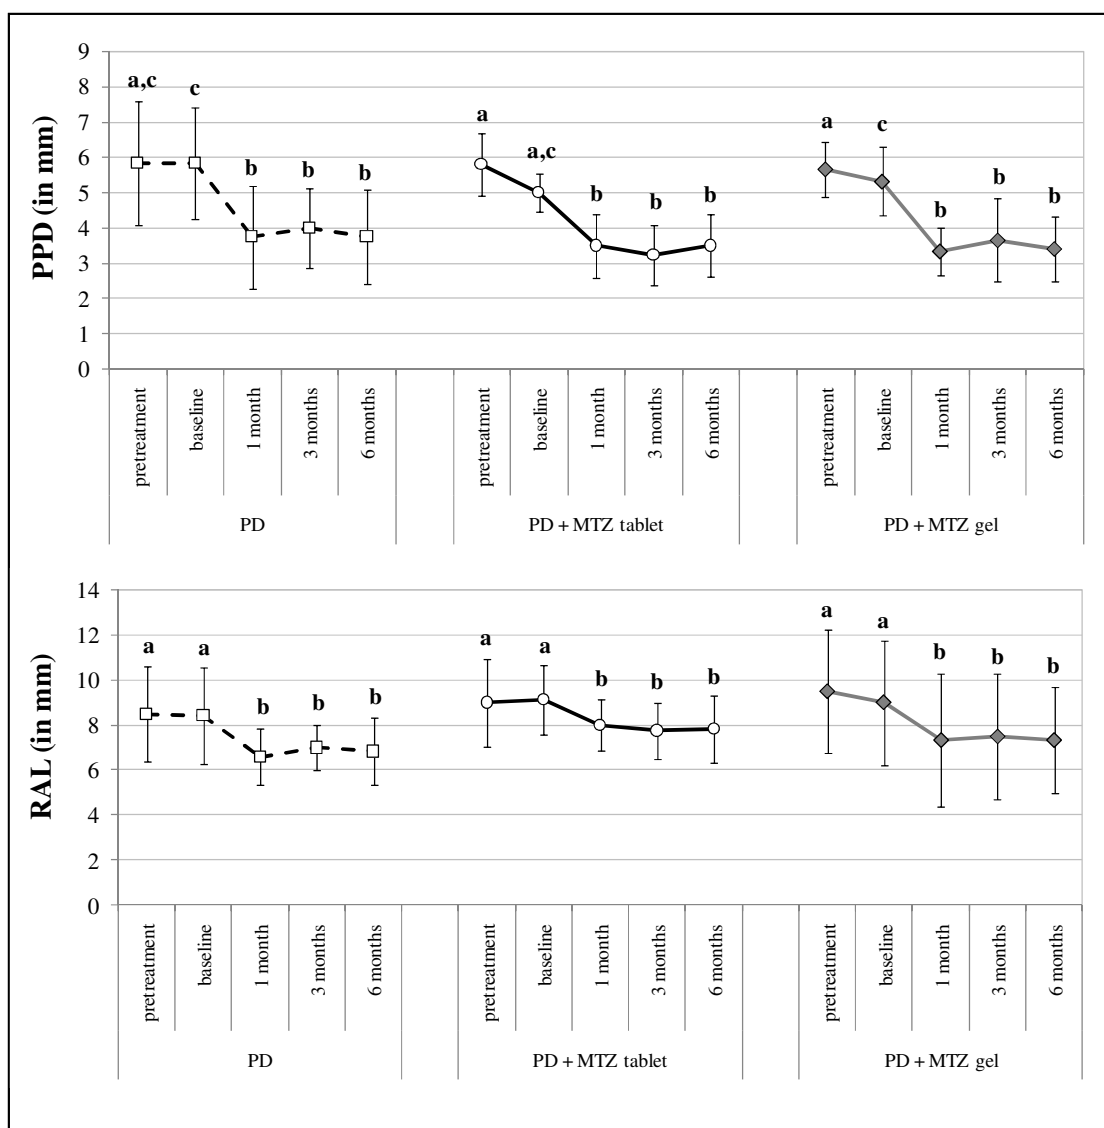 PPD (in mm)
9
8
7
6
5
4
3
2
1
0
a,c
c
b
b
b
a
a,c
b
b
b
a
c
b
b
b
pretreatment
baseline
1 month
3 months
6 months
pretreatment
baseline
1 month
3 months
6 months
pretreatment
baseline
1 month
3 months
6 months
PD
PD + MTZ tablet
PD + MTZ gel
RAL (in mm)
14
12
10
8
6
4
2
0
a
a
b
b
b
a
a
b
b
b
a
a
b
b
b
pretreatment
baseline
1 month
3 months
6 months
pretreatment
baseline
1 month
3 months
6 months
pretreatment
baseline
1 month
3 months
6 months
PD
PD + MTZ tablet
PD + MTZ gel